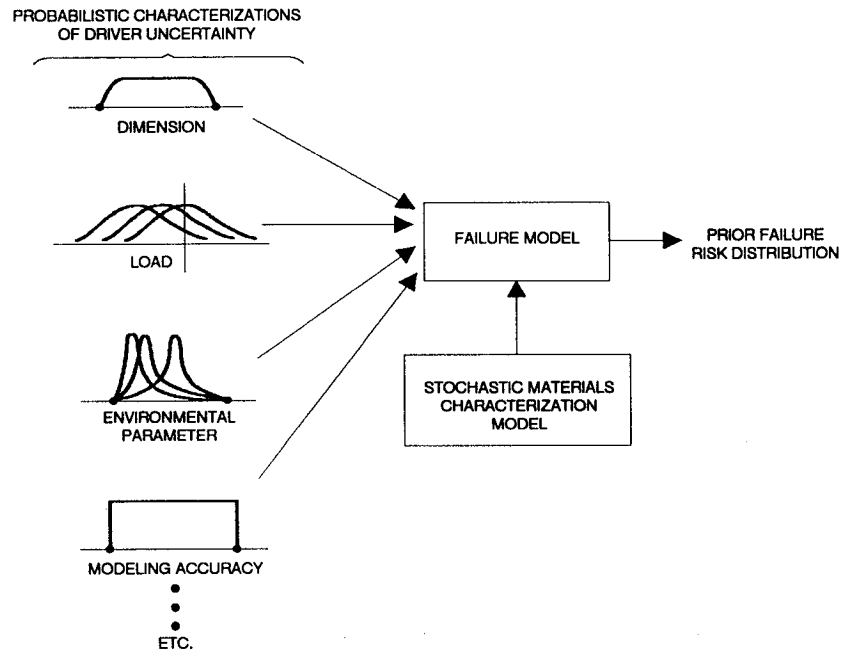 PROBABILISTIC CHARACTERIZATIONS
OF DRIVER UNCERTAINTY
DIMENSION
LOAD
ENVIRONMENTAL
PARAMETER
MODELING ACCURACY
ETC.
FAILURE MODEL
STOCHASTIC MATERIALS
CHARACTERIZATION
MODEL
PRIOR FAILURE
RISK DISTRIBUTION